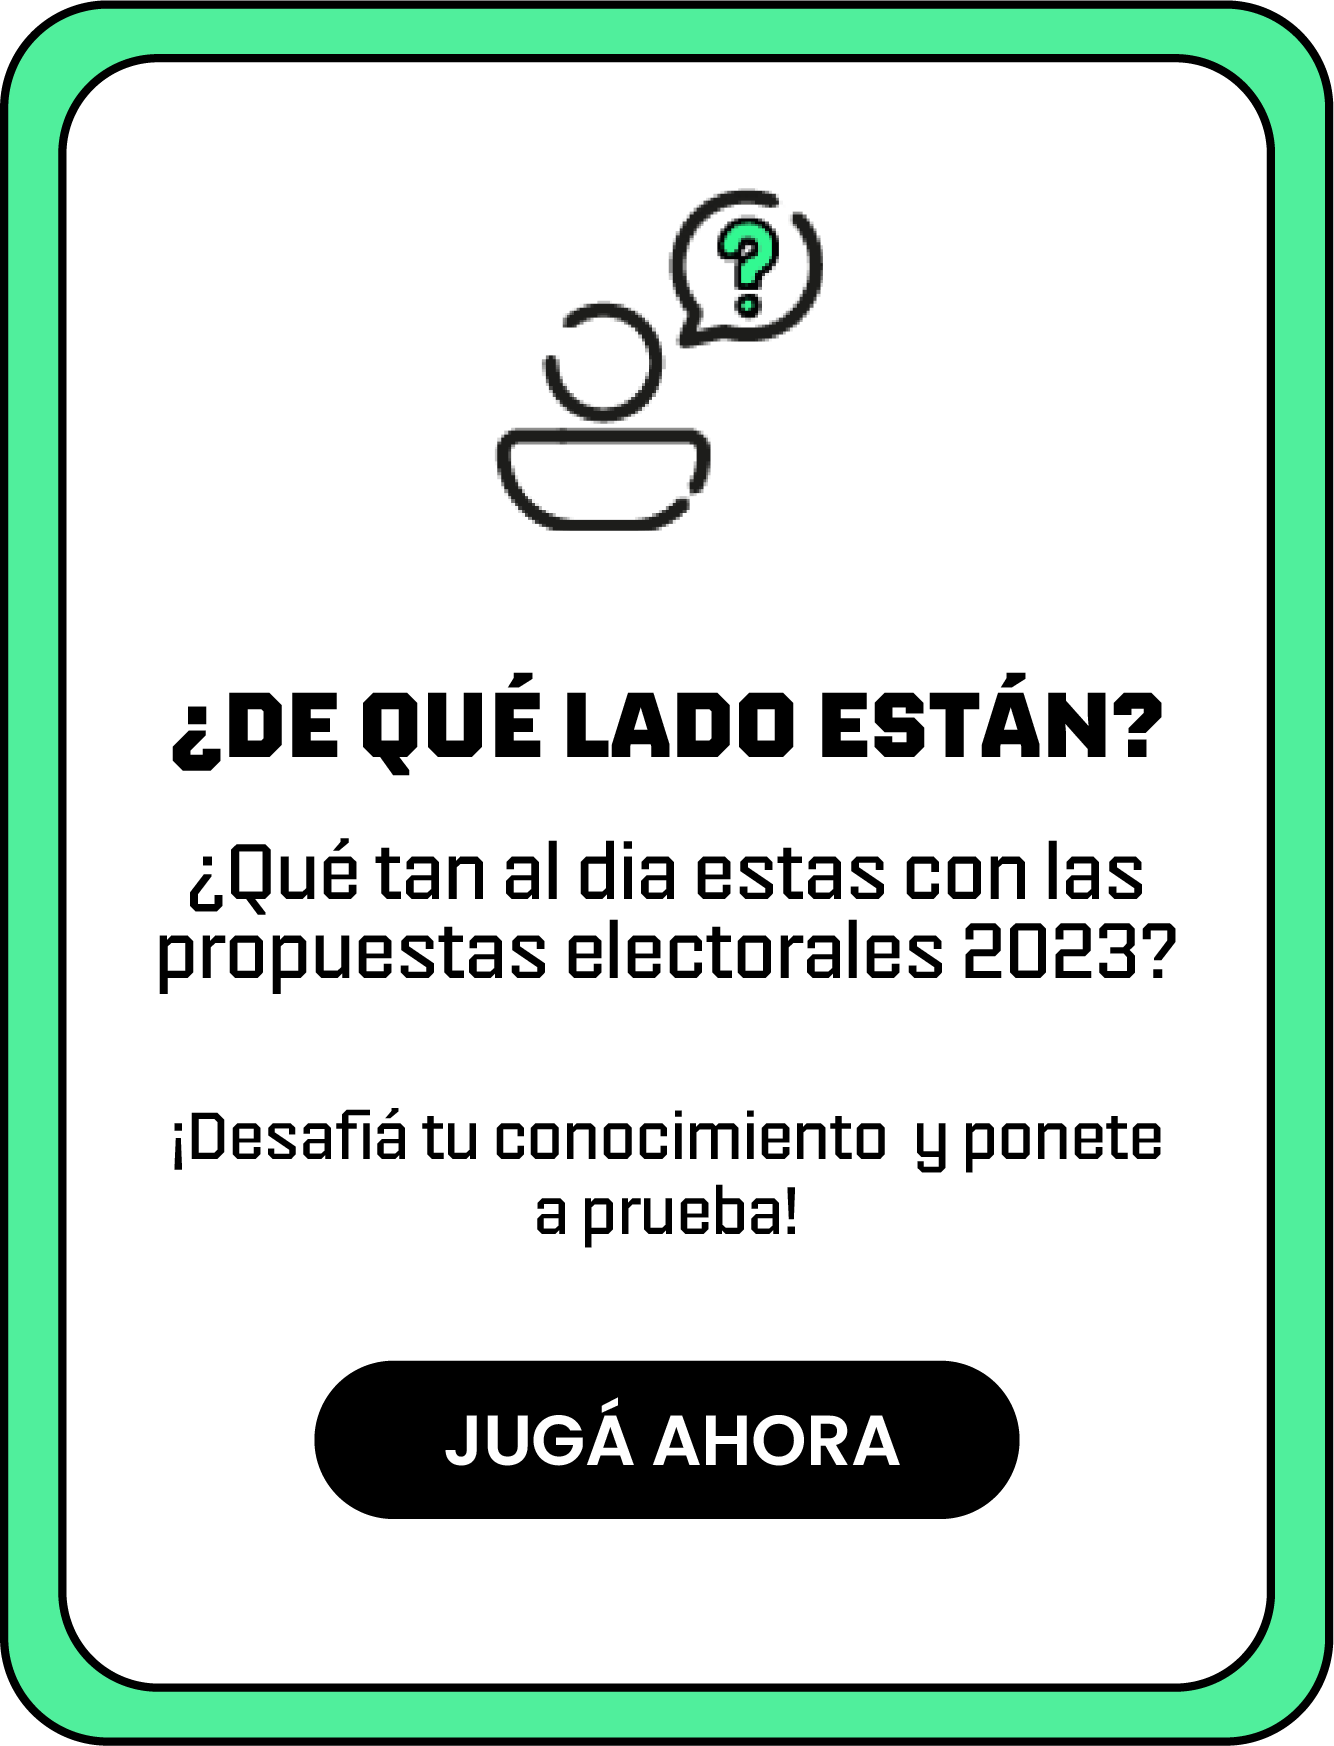 ?
¿DE QUÉ LADO ESTÁN?
¿Qué tan al dia estas con las
propuestas electorales 2023?
¡Desafiá tu conocimiento y ponete
a prueba!
JUGÁ AHORA